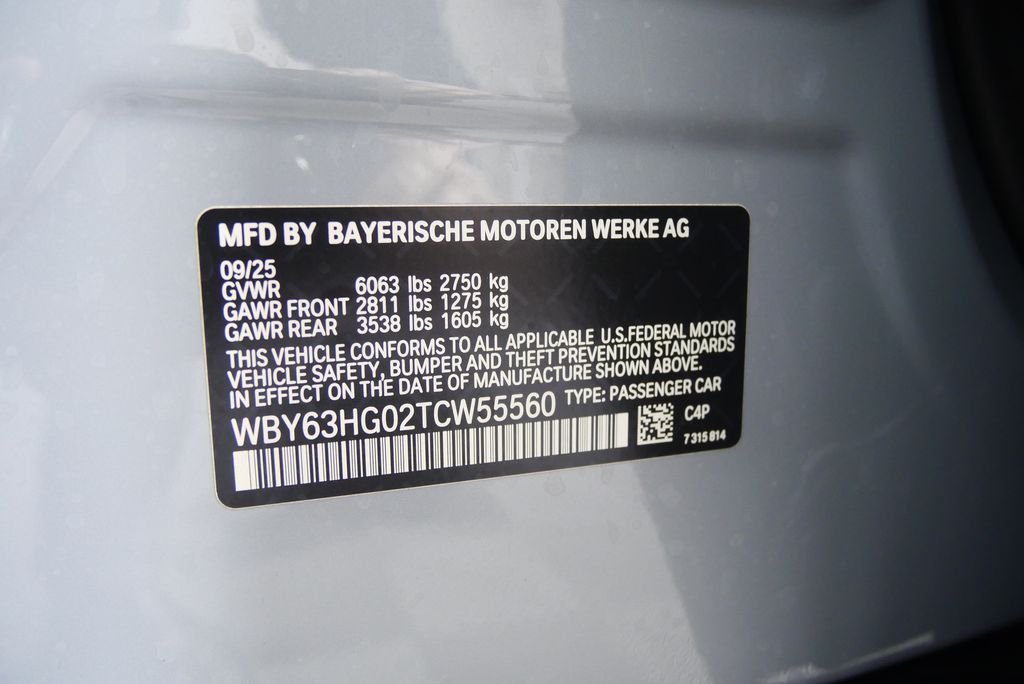 MFD BY BAYERISCHE MOTOREN WERKE AG
09/25
GVWR 6063 lbs 2750 kg
GAWR FRONT 2811 lbs 1275 kg
GAWR REAR 3538 lbs 1605 kg
THIS VEHICLE CONFORMS TO ALL APPLICABLE U.S.FEDERAL MOTOR
VEHICLE SAFETY, BUMPER AND THEFT PREVENTION STANDARDS
IN EFFECT ON THE DATE OF MANUFACTURE SHOWN ABOVE.
WBY63HG02TCW55560 TYPE: PASSENGER CAR
C4P
7315814